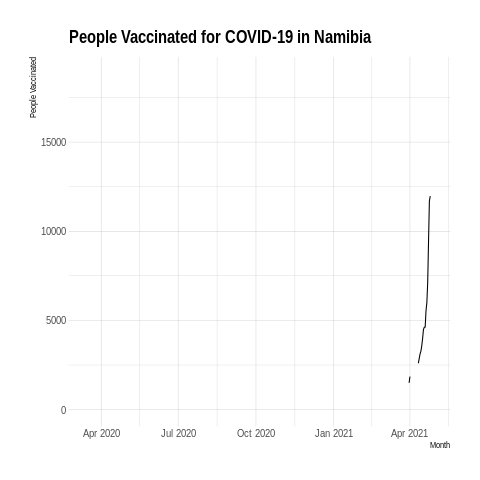 People Vaccinated for COVID-19 in Namibia
People Vaccinated
15000
10000
5000
0
Apr 2020 Jul 2020 Oct 2020 Jan 2021 Apr 2021
Month